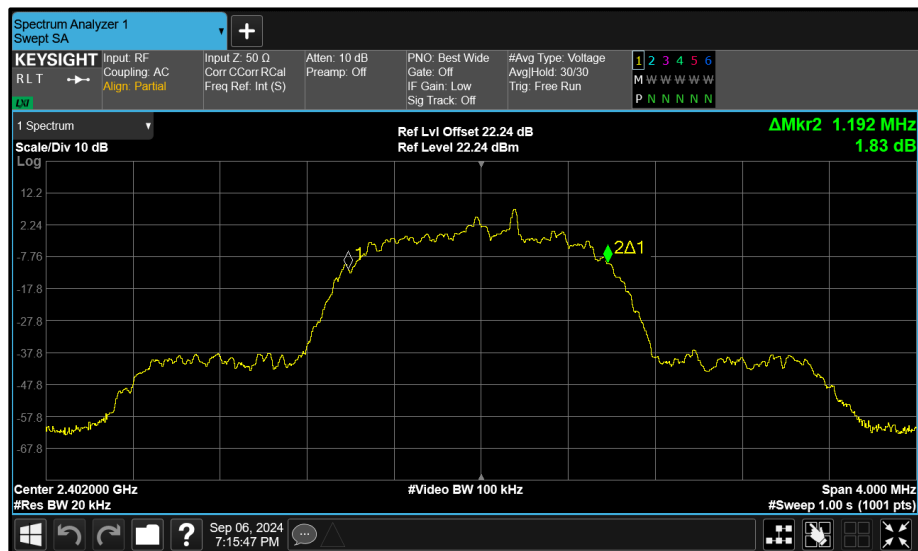 Spectrum Analyzer 1
Swept SA
+
KEYSIGHT
R L T
LXI
Input: RF
Coupling: AC
Align: Partial
Input Z: 50 Ω
Corr CCorr RCal
Freq Ref: Int (S)
Atten: 10 dB
Preamp: Off
PNO: Best Wide
Gate: Off
IF Gain: Low
Sig Track: Off
#Avg Type: Voltage
Avg|Hold: 30/30
Trig: Free Run
1 2 3 4 5 6
M W W W W W
P N N N N N
1 Spectrum
Scale/Div 10 dB
Ref Lvl Offset 22.24 dB
Ref Level 22.24 dBm
ΔMkr2 1.192 MHz
1.83 dB
Log
12.2
2.24
-7.76
-17.8
-27.8
-37.8
-47.8
-57.8
-67.8
1
2Δ1
Center 2.402000 GHz
#Res BW 20 kHz
#Video BW 100 kHz
Span 4.000 MHz
#Sweep 1.00 s (1001 pts)
?
Sep 06, 2024
7:15:47 PM